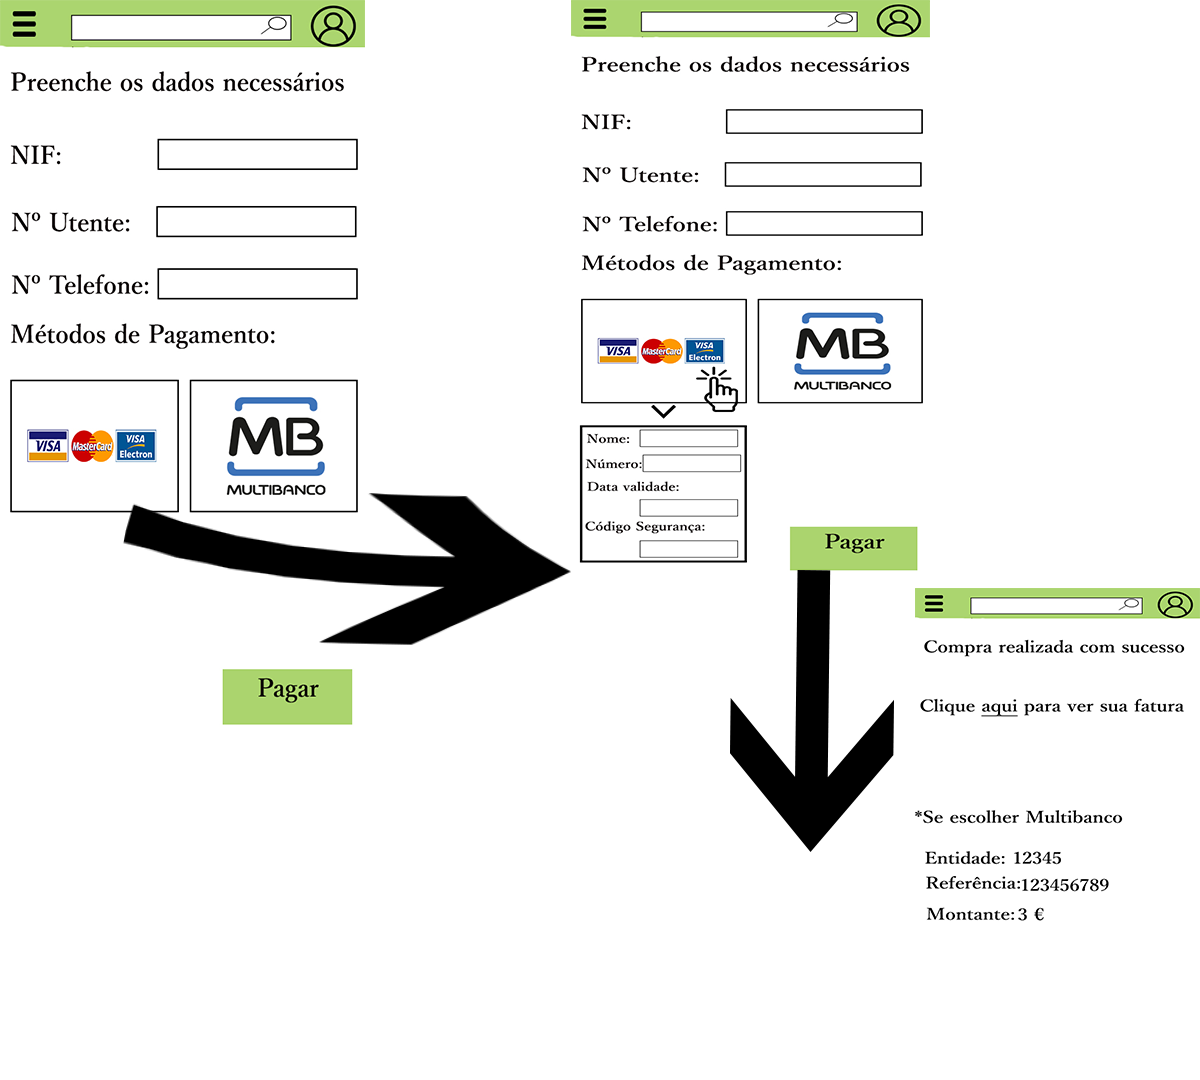 Preenche os dados necessários
NIF:
Nº Utente:
Nº Telefone:
Métodos de Pagamento:
VISA
MasterCard
VISA
Electron
MB
MULTIBANCO
Pagar
Preenche os dados necessários
NIF:
Nº Utente:
Nº Telefone:
Métodos de Pagamento:
VISA
MasterCard
VISA
Electron
MB
MULTIBANCO
Nome:
Número:
Data validade:
Código Segurança:
Pagar
Compra realizada com sucesso
Clique aqui para ver sua fatura
*Se escolher Multibanco
Entidade: 12345
Referência:123456789
Montante:3 €